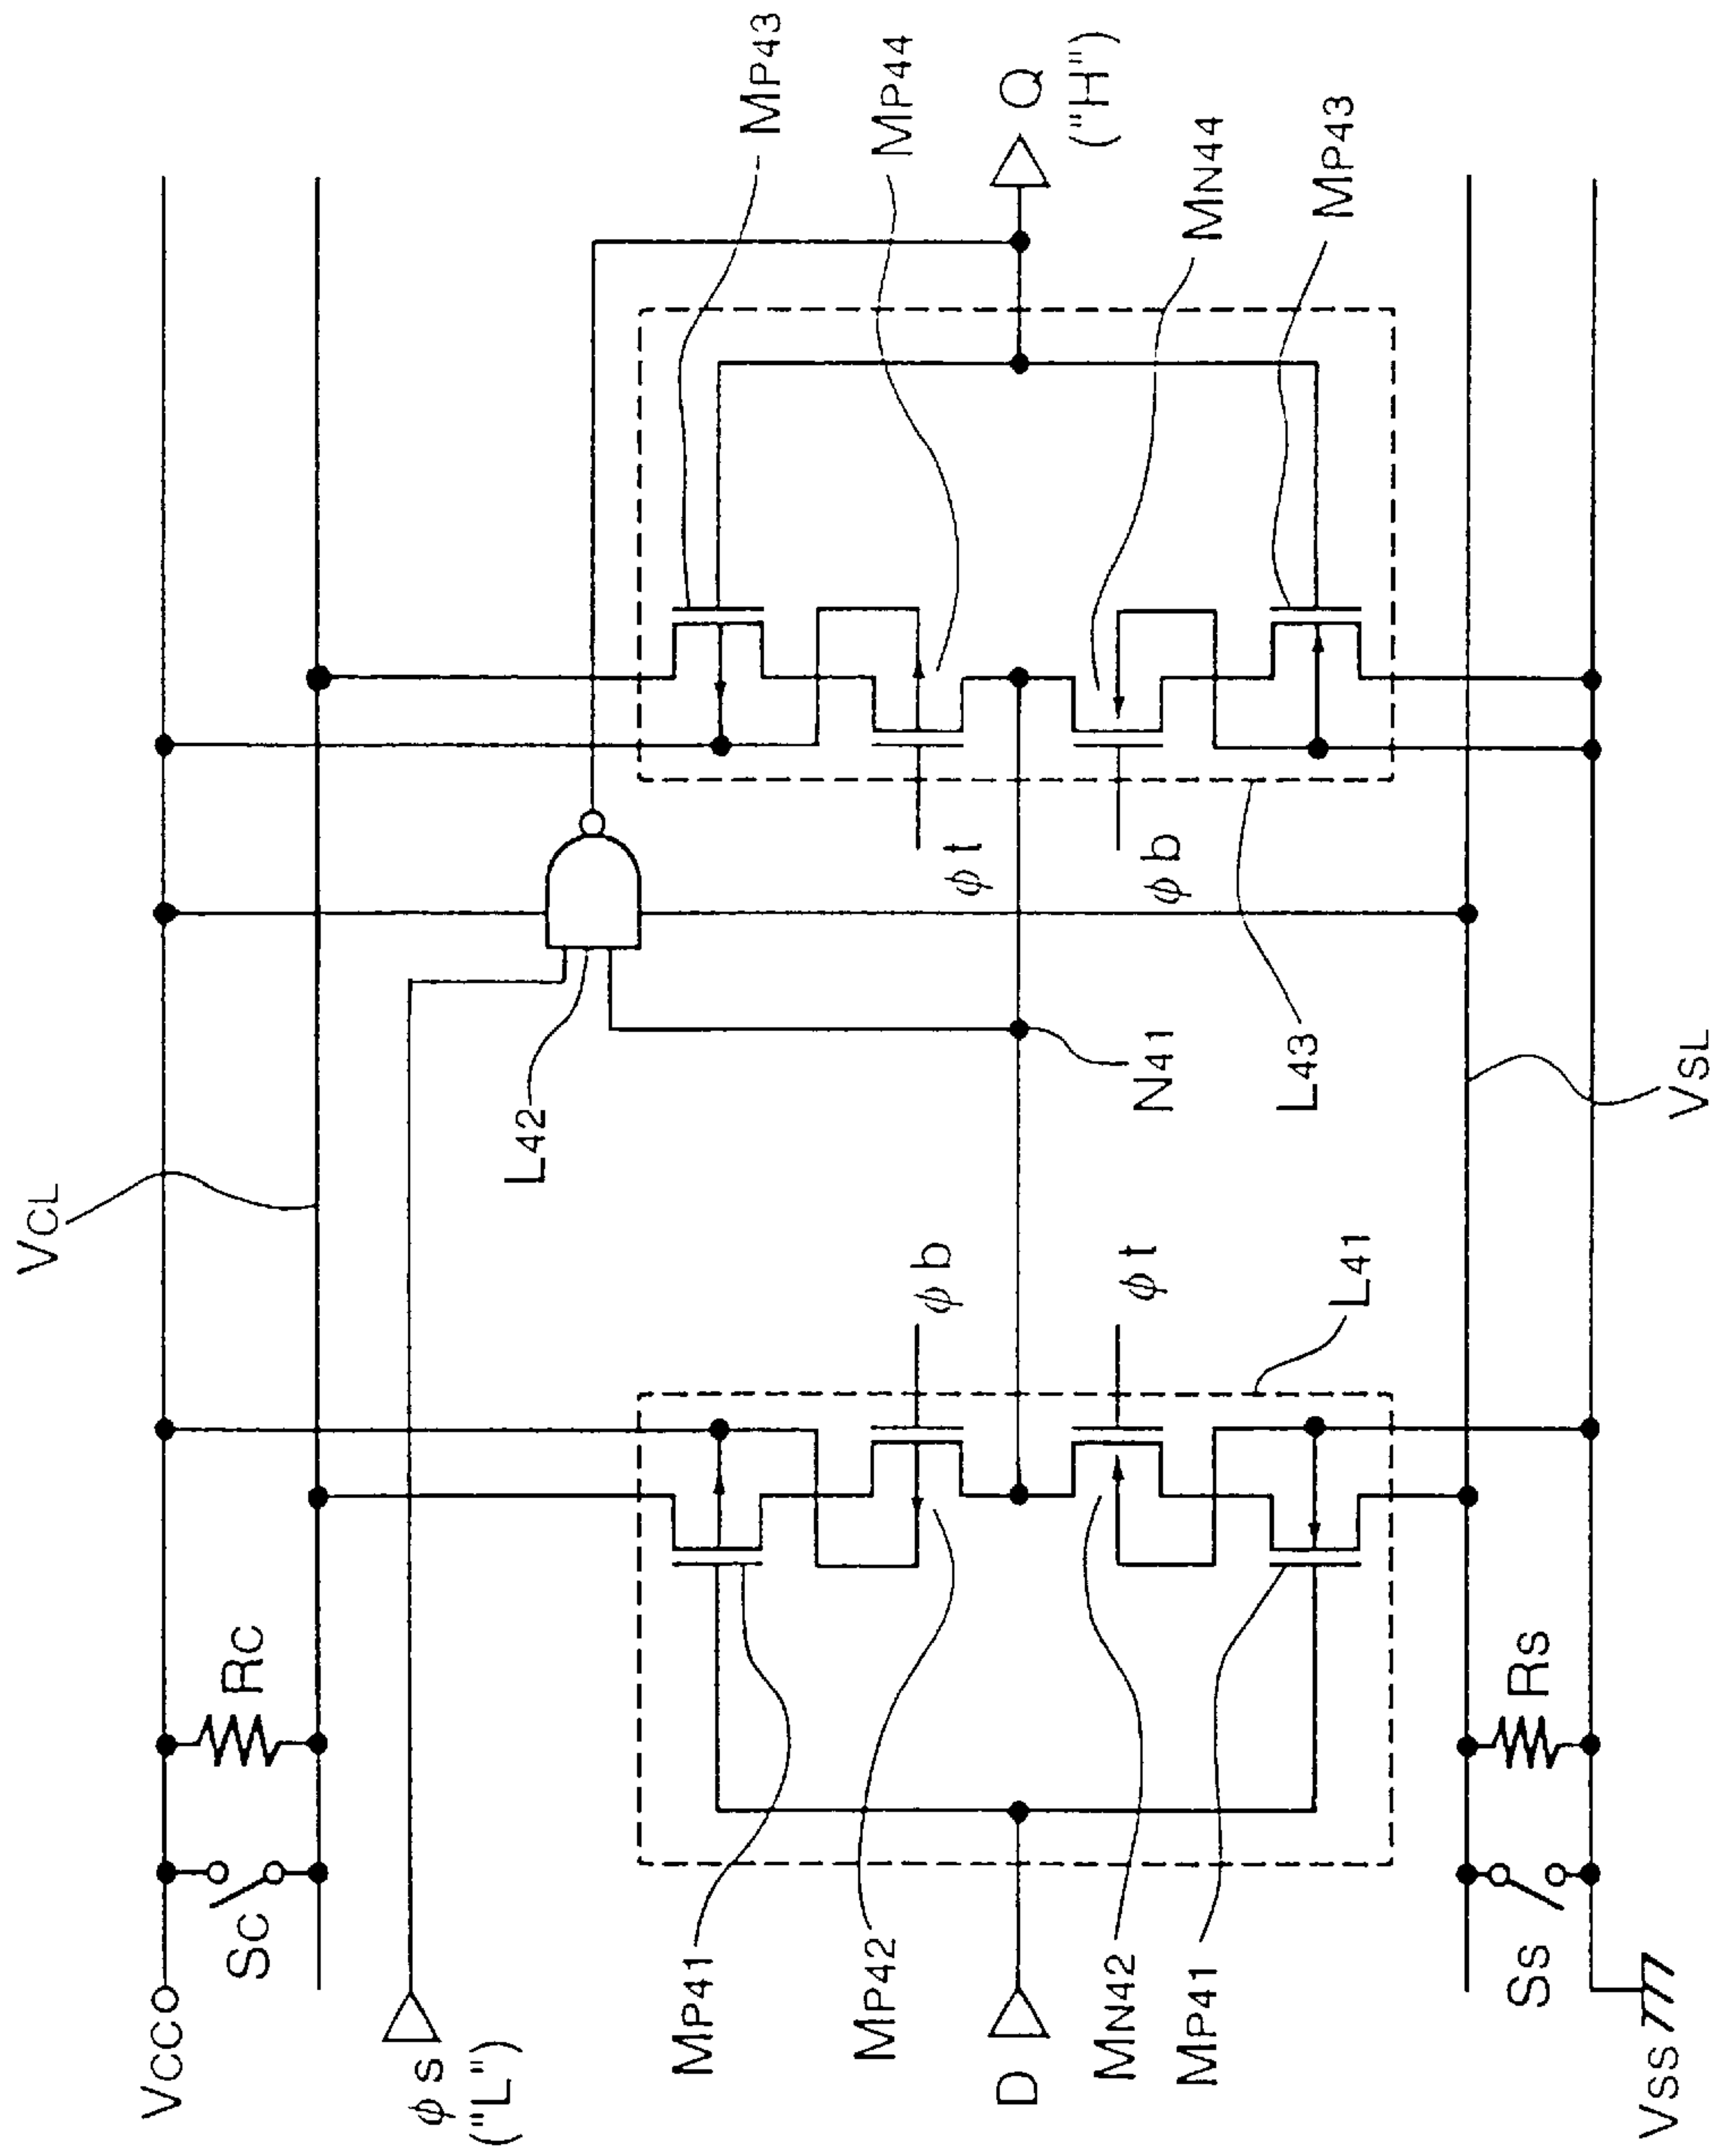 VCL
VCC
SC
RC
φs
("L")
L42
MP43
MP44
Q
("H")
MN44
MP43
φt
φb
N41
L43
φb
φt
L41
MP41
MP42
D
MN42
MP41
SS
RS
VSS
VSL